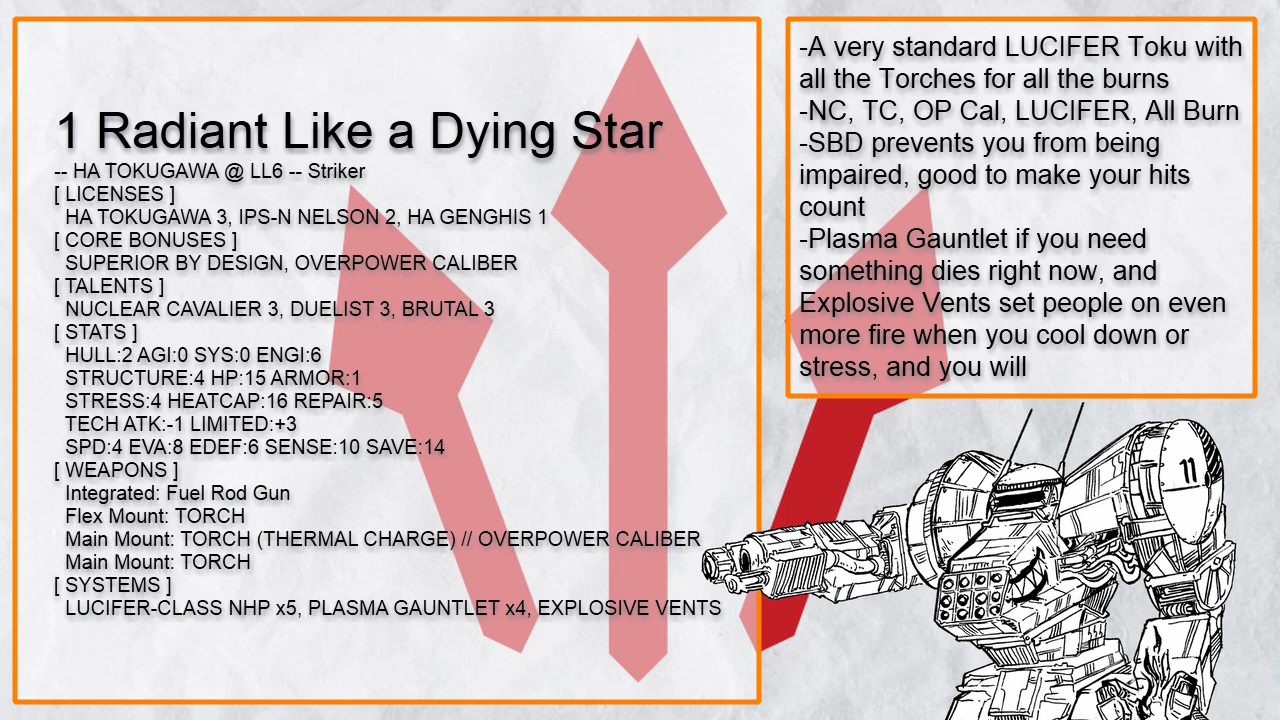 1 Radiant Like a Dying Star
-- HA TOKUGAWA @ LL6 -- Striker
[ LICENSES ]
HA TOKUGAWA 3, IPS-N NELSON 2, HA GENGHIS 1
[ CORE BONUSES ]
SUPERIOR BY DESIGN, OVERPOWER CALIBER
[ TALENTS ]
NUCLEAR CAVALIER 3, DUELIST 3, BRUTAL 3
[ STATS ]
HULL:2 AGI:0 SYS:0 ENGI:6
STRUCTURE:4 HP:15 ARMOR:1
STRESS:4 HEATCAP:16 REPAIR:5
TECH ATK:-1 LIMITED:+3
SPD:4 EVA:8 EDEF:6 SENSE:10 SAVE:14
[ WEAPONS ]
Integrated: Fuel Rod Gun
Flex Mount: TORCH
Main Mount: TORCH (THERMAL CHARGE) // OVERPOWER CALIBER
Main Mount: TORCH
[ SYSTEMS ]
LUCIFER-CLASS NHP x5, PLASMA GAUNTLET x4, EXPLOSIVE VENTS
-A very standard LUCIFER Toku with
all the Torches for all the burns
-NC, TC, OP Cal, LUCIFER, All Burn
-SBD prevents you from being
impaired, good to make your hits
count
-Plasma Gauntlet if you need
something dies right now, and
Explosive Vents set people on even
more fire when you cool down or
stress, and you will
11